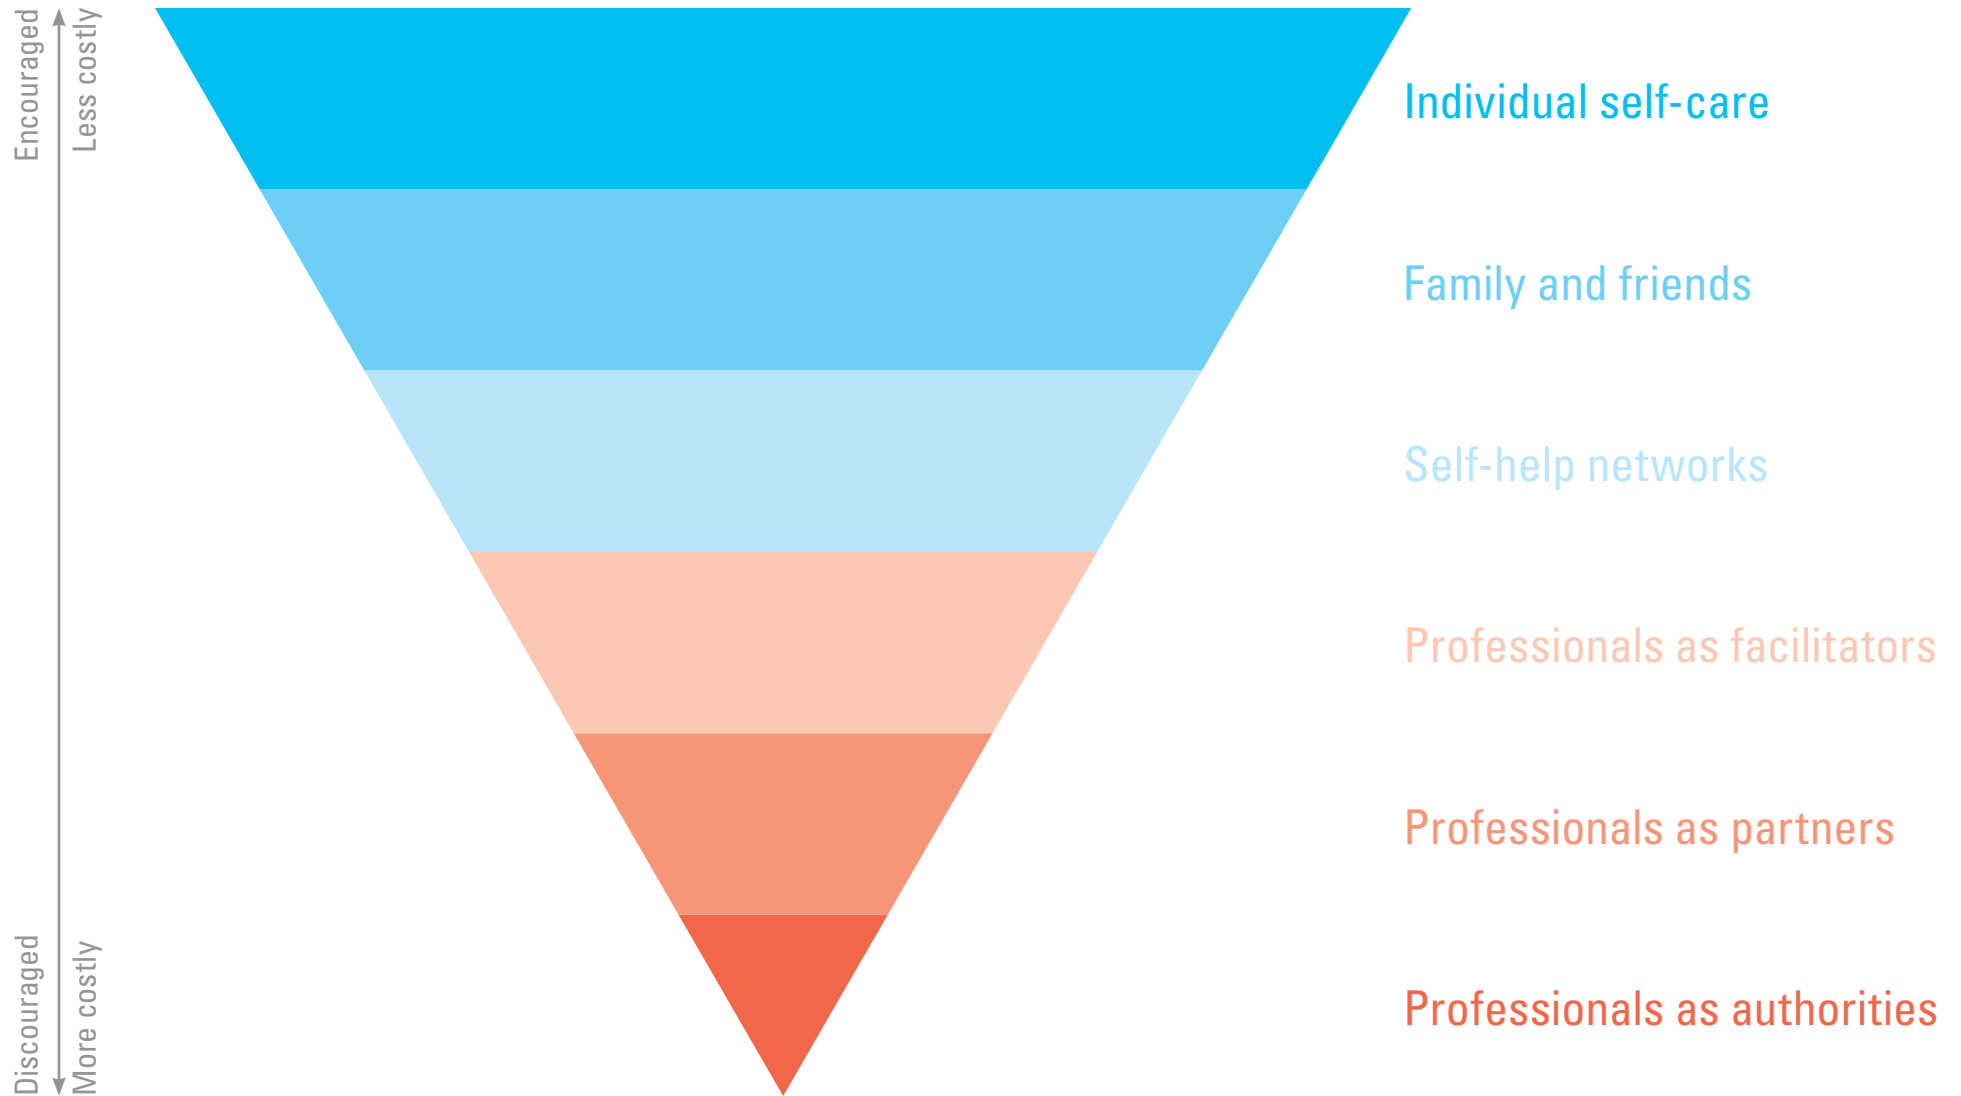 Encouraged
Less costly
Individual self-care
Family and friends
Self-help networks
Professionals as facilitators
Professionals as partners
Professionals as authorities
Discouraged
More costly